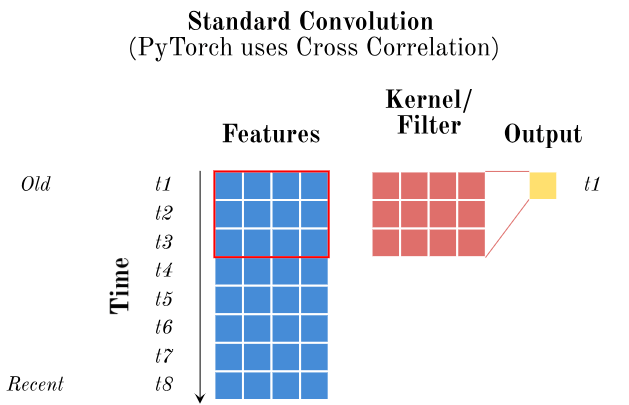 Standard Convolution
(PyTorch uses Cross Correlation)
Kernel/
Filter
Features
Output
Old
t1
t1
t2
t3
t4
Time
t5
t6
t7
Recent
t8